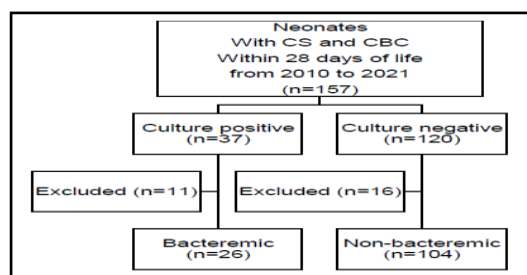 Neonates
With CS and CBC
Within 28 days of life
from 2010 to 2021
(n=157)
Culture positive
(n=37)
Culture negative
(n=120)
Excluded (n=11)
Excluded (n=16)
Bacteremic
(n=26)
Non-bacteremic
(n=104)